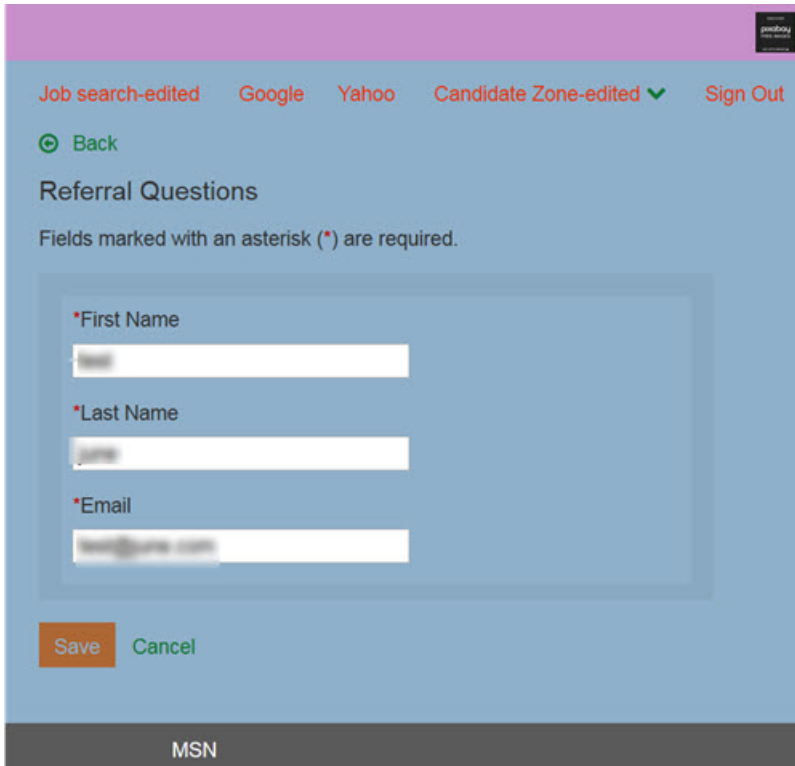 pixabay
Job search-edited Google Yahoo Candidate Zone-edited Sign Out
Back
Referral Questions
Fields marked with an asterisk (*) are required.
*First Name
*Last Name
*Email
Save Cancel
MSN